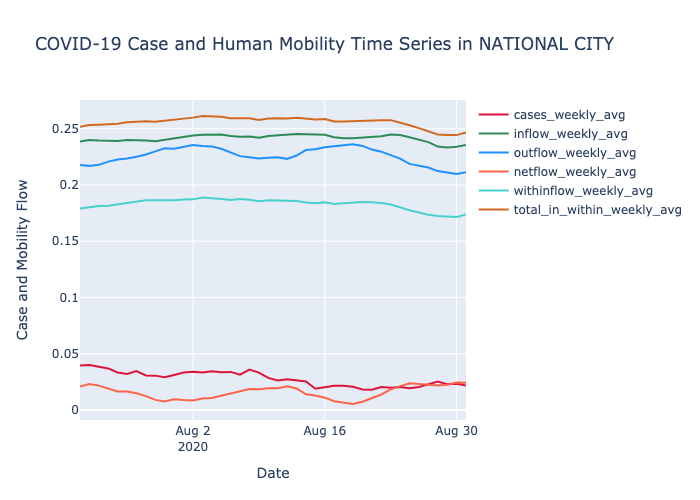 COVID-19 Case and Human Mobility Time Series in NATIONAL CITY
cases_weekly_avg
inflow_weekly_avg
outflow_weekly_avg
netflow_weekly_avg
withinflow_weekly_avg
total_in_within_weekly_avg
Case and Mobility Flow
0.25
0.2
0.15
0.1
0.05
0
Aug 2
2020
Aug 16
Aug 30
Date